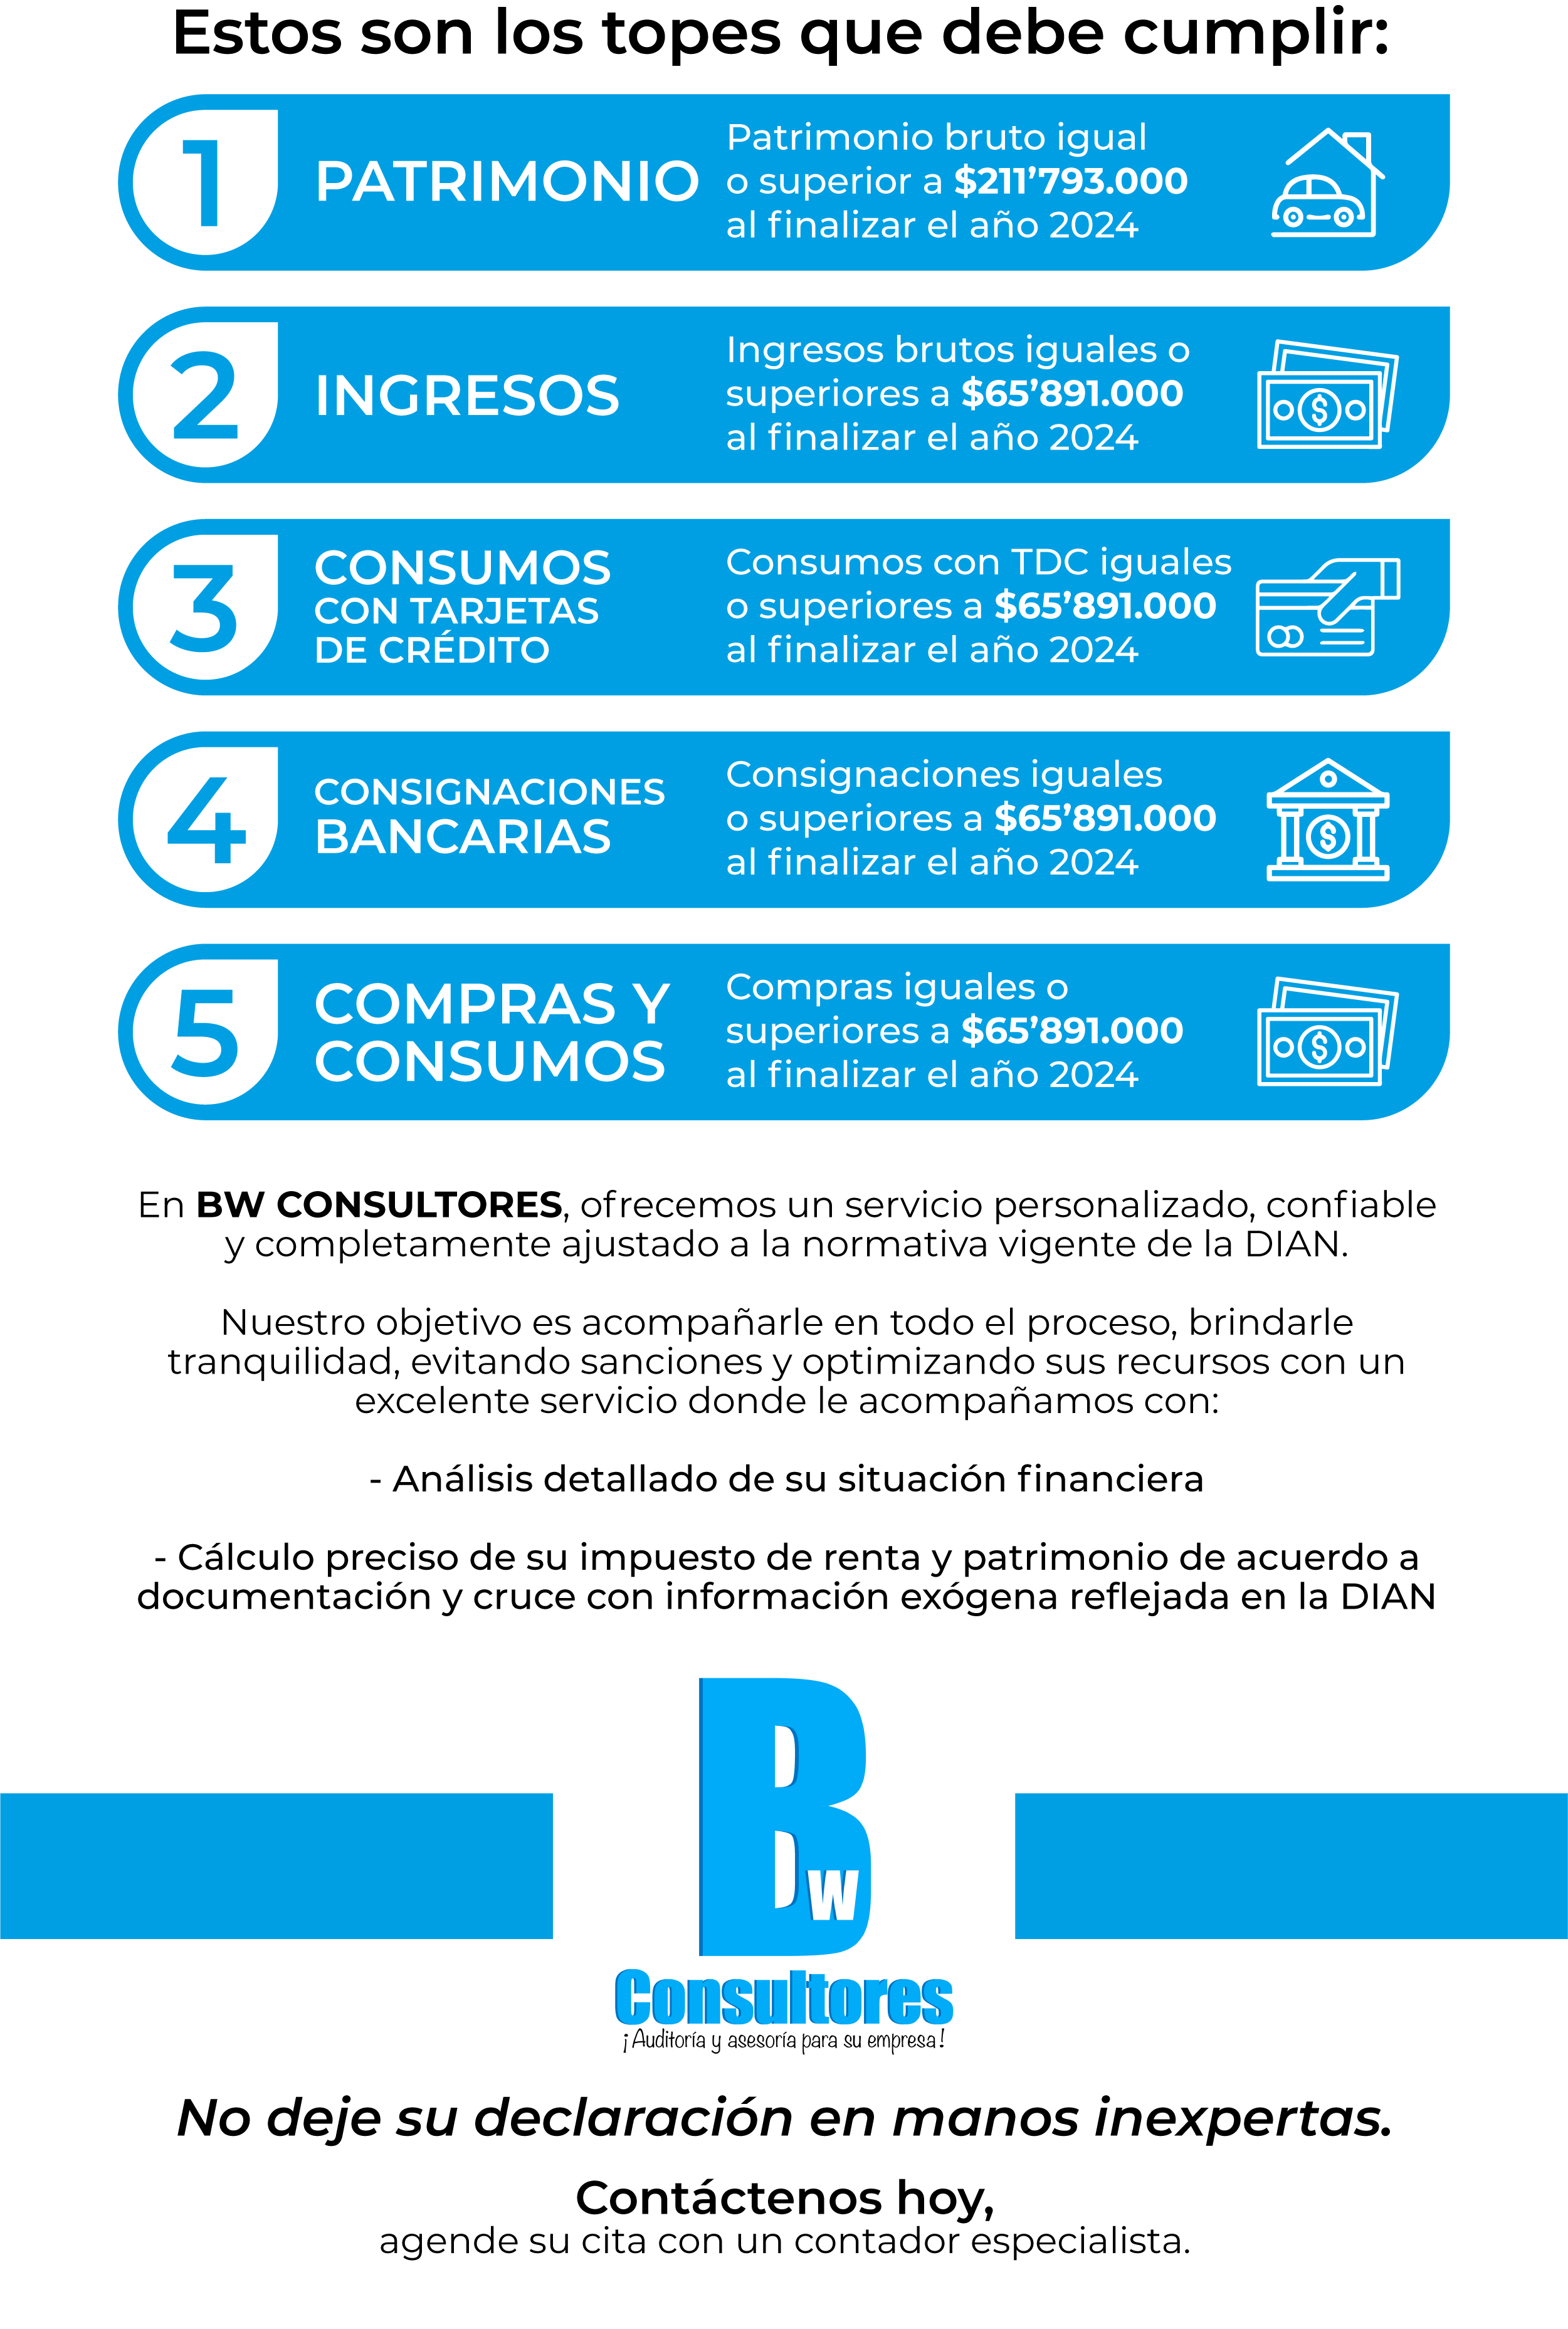 Estos son los topes que debe cumplir:
1
PATRIMONIO
Patrimonio bruto igual
o superior a $211’793.000
al finalizar el año 2024
2
INGRESOS
Ingresos brutos iguales o
superiores a $65’891.000
al finalizar el año 2024
3
CONSUMOS
CON TARJETAS
DE CRÉDITO
Consumos con TDC iguales
o superiores a $65’891.000
al finalizar el año 2024
4
CONSIGNACIONES
BANCARIAS
Consignaciones iguales
o superiores a $65’891.000
al finalizar el año 2024
5
COMPRAS Y
CONSUMOS
Compras iguales o
superiores a $65’891.000
al finalizar el año 2024
En BW CONSULTORES, ofrecemos un servicio personalizado, confiable
y completamente ajustado a la normativa vigente de la DIAN.
Nuestro objetivo es acompañarle en todo el proceso, brindarle
tranquilidad, evitando sanciones y optimizando sus recursos con un
excelente servicio donde le acompañamos con:
- Análisis detallado de su situación financiera
- Cálculo preciso de su impuesto de renta y patrimonio de acuerdo a
documentación y cruce con información exógena reflejada en la DIAN
BW
Consultores
¡Auditoría y asesoría para su empresa!
No deje su declaración en manos inexpertas.
Contáctenos hoy,
agende su cita con un contador especialista.